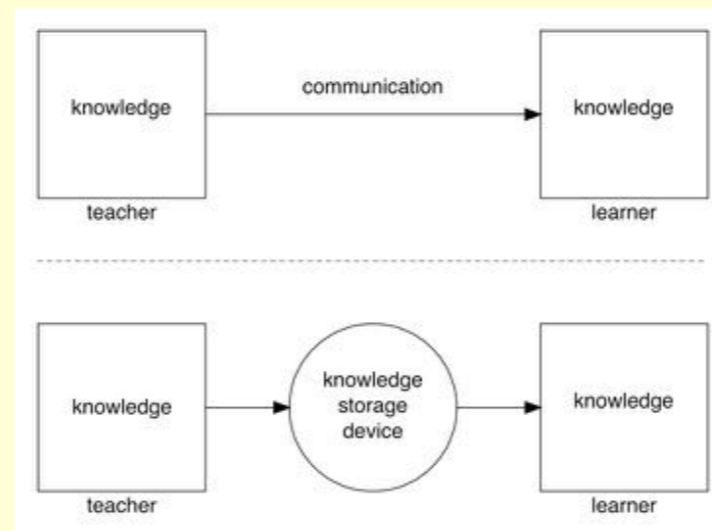 communication
knowledge
knowledge
teacher
learner
knowledge
knowledge
storage
device
knowledge
teacher
learner